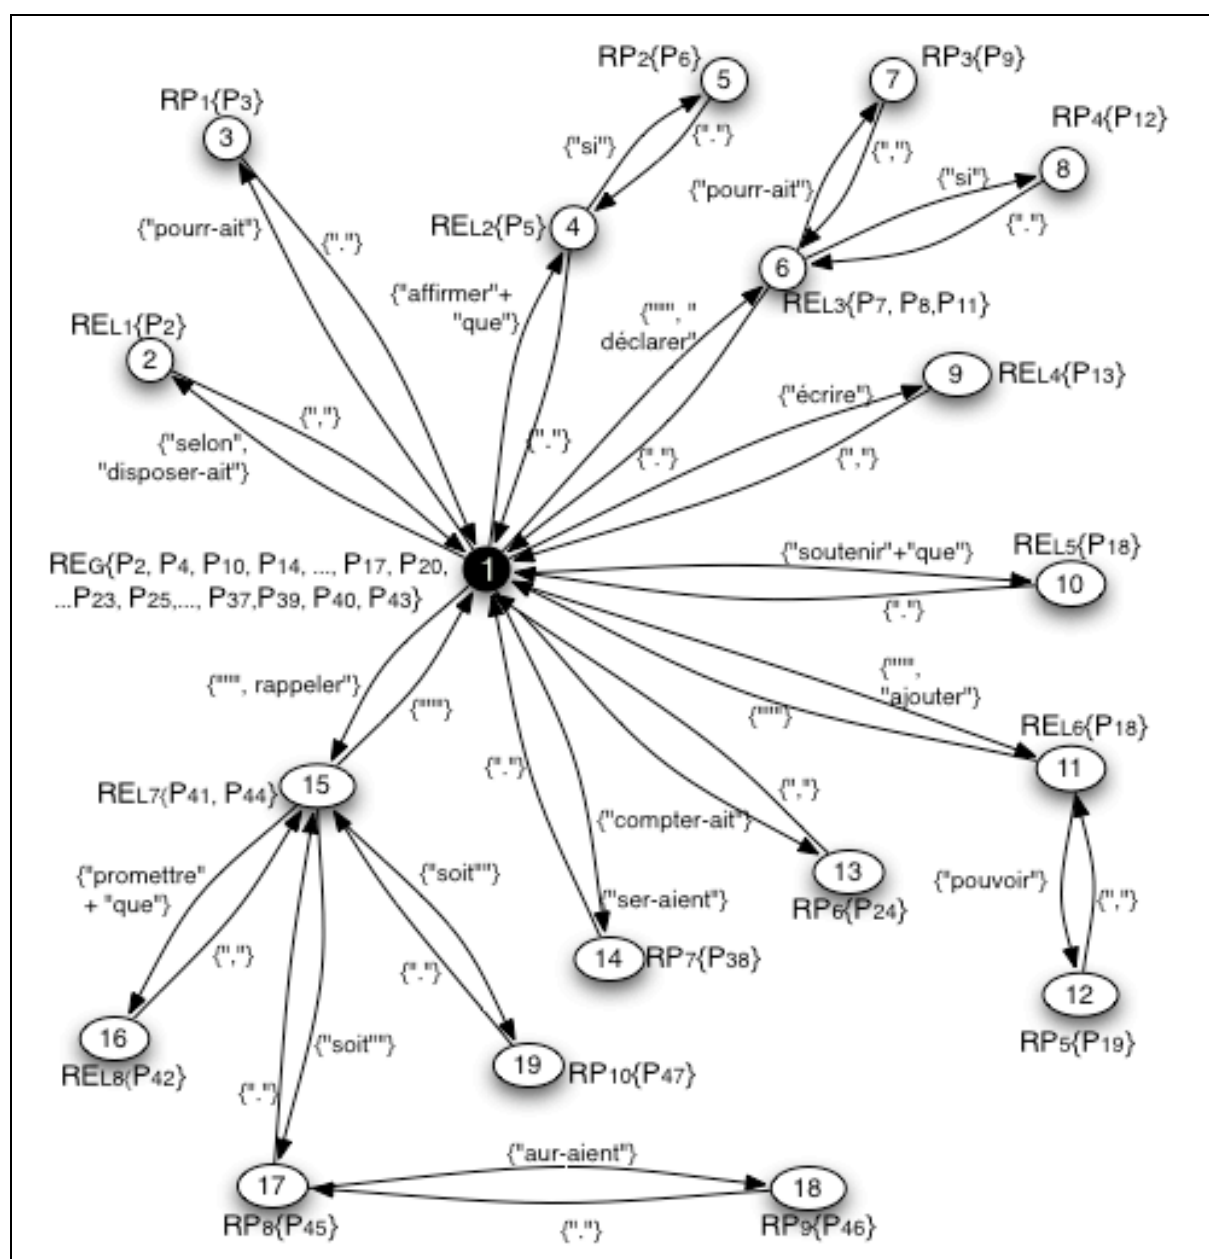 RP2{P6}
5
RP3{P9}
7
RP1{P3}
3
RP4{P12}
8
{"si"}
{"."}
{","}
{"si"}
{"pourr-ait"}
REL2{P5}
4
{"pourr-ait"}
{"."}
{"."}
6
{"affirmer"+
"que"}
REL3{P7, P8,P11}
{""", "
déclarer"
REL1{P2}
2
9
REL4{P13}
{"écrire"}
{","}
{"selon",
"disposer-ait"}
{"."}
{"."}
{","}
REG{P2, P4, P10, P14, ..., P17, P20,
...P23, P25,..., P37,P39, P40, P43}
1
{"soutenir"+"que"}
REL5{P18}
10
{"."}
{""", rappeler"}
{"""}
{""",
"ajouter"}
{"""}
REL6{P18}
11
{"."}
{","}
REL7{P41, P44}
15
{"compter-ait"}
{"promettre"
+ "que"}
{"soit""}
13
RP6{P24}
{"pouvoir"}
{","}
{"ser-aient"}
{","}
{"."}
14
RP7{P38}
12
RP5{P19}
16
REL8{P42}
{"soit""}
19
RP10{P47}
{"."}
{"aur-aient"}
17
RP8{P45}
18
RP9{P46}
{"."}